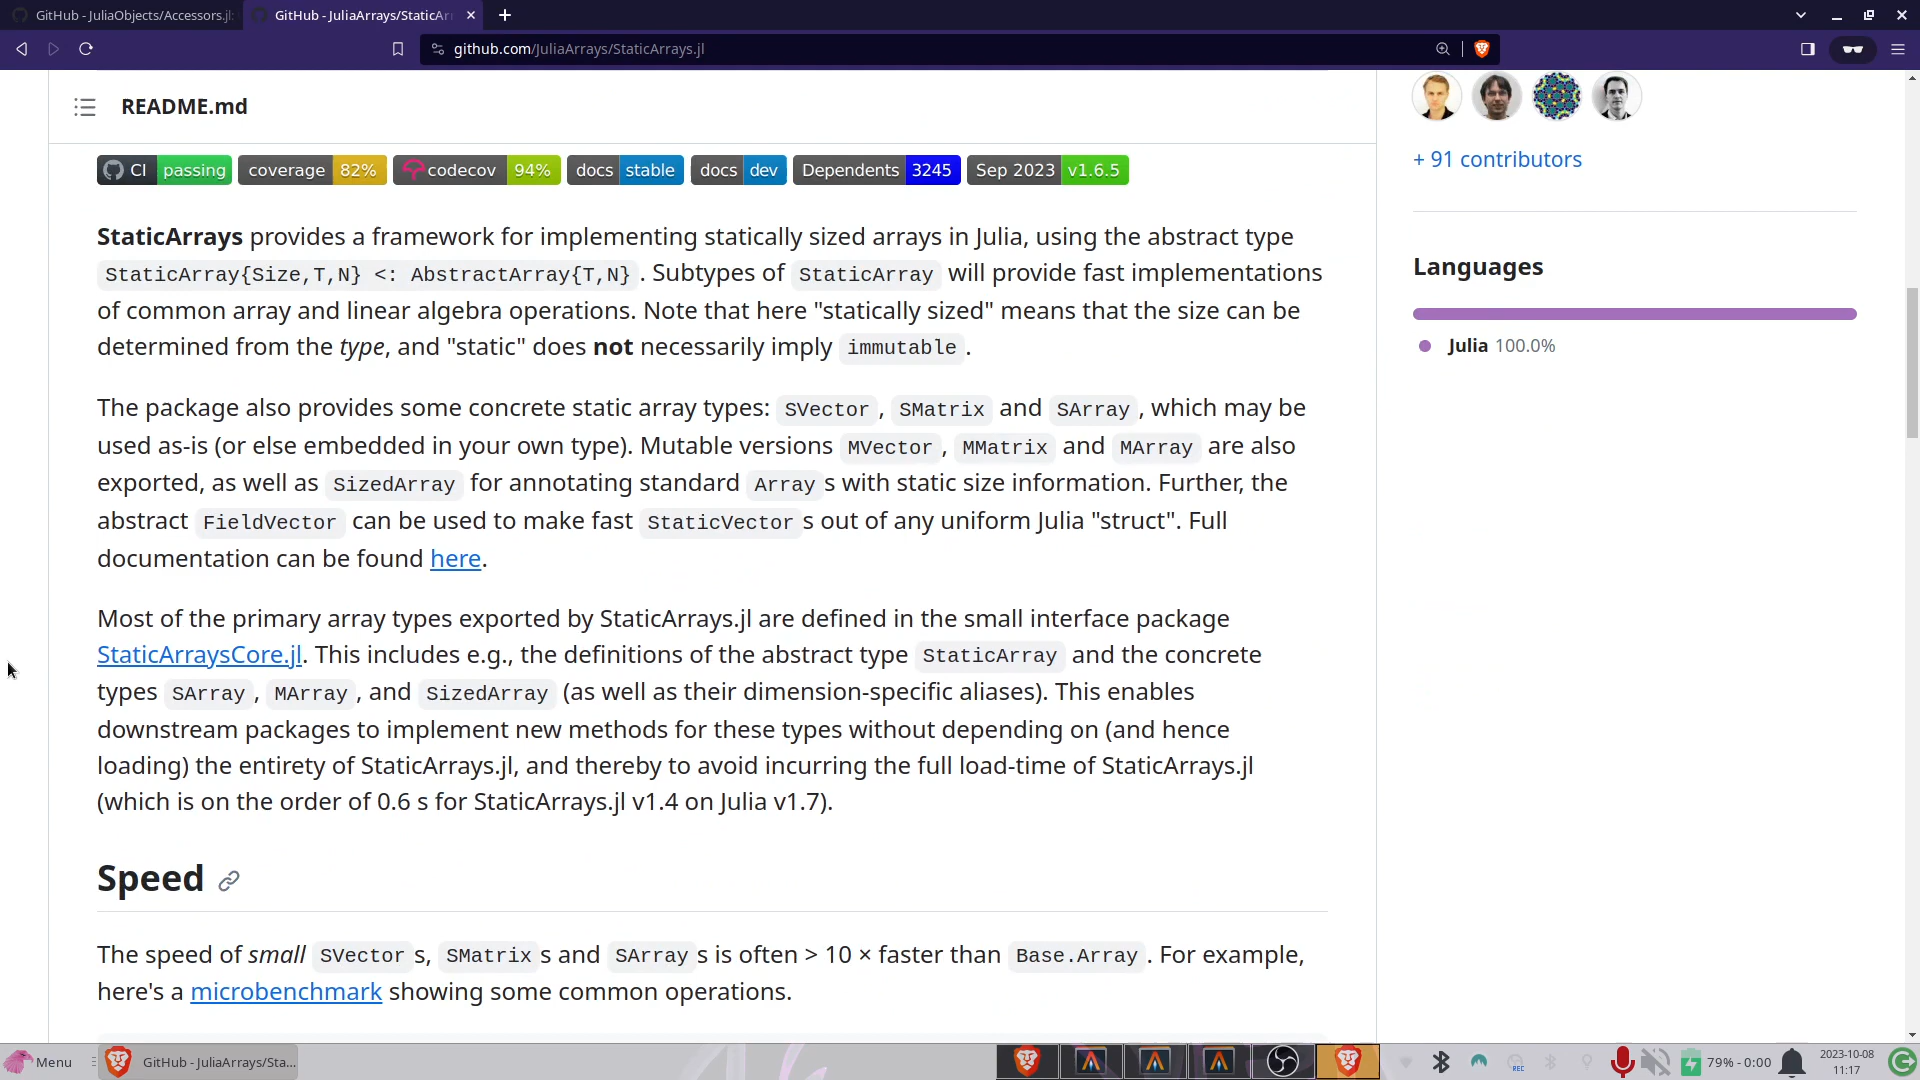 GitHub - JuliaObjects/Accessors.jl:
GitHub - JuliaArrays/StaticAr
github.com/JuliaArrays/StaticArrays.jl
README.md
CI passing coverage 82% codecov 94% docs stable docs dev Dependents 3245 Sep 2023 v1.6.5
StaticArrays provides a framework for implementing statically sized arrays in Julia, using the abstract type
StaticArray{Size,T,N} <: AbstractArray{T,N} . Subtypes of StaticArray will provide fast implementations
of common array and linear algebra operations. Note that here "statically sized" means that the size can be
determined from the type, and "static" does not necessarily imply immutable .
The package also provides some concrete static array types: SVector , SMatrix and SArray , which may be
used as-is (or else embedded in your own type). Mutable versions MVector , MMatrix and MArray are also
exported, as well as SizedArray for annotating standard Array s with static size information. Further, the
abstract FieldVector can be used to make fast StaticVector s out of any uniform Julia "struct". Full
documentation can be found here.
Most of the primary array types exported by StaticArrays.jl are defined in the small interface package
StaticArraysCore.jl. This includes e.g., the definitions of the abstract type StaticArray and the concrete
types SArray , MArray , and SizedArray (as well as their dimension-specific aliases). This enables
downstream packages to implement new methods for these types without depending on (and hence
loading) the entirety of StaticArrays.jl, and thereby to avoid incurring the full load-time of StaticArrays.jl
(which is on the order of 0.6 s for StaticArrays.jl v1.4 on Julia v1.7).
Speed
The speed of small SVector s, SMatrix s and SArray s is often > 10 × faster than Base.Array . For example,
here's a microbenchmark showing some common operations.
+ 91 contributors
Languages
Julia 100.0%
Menu
GitHub - JuliaArrays/Sta...
REC
79% - 0:00
2023-10-08
11:17